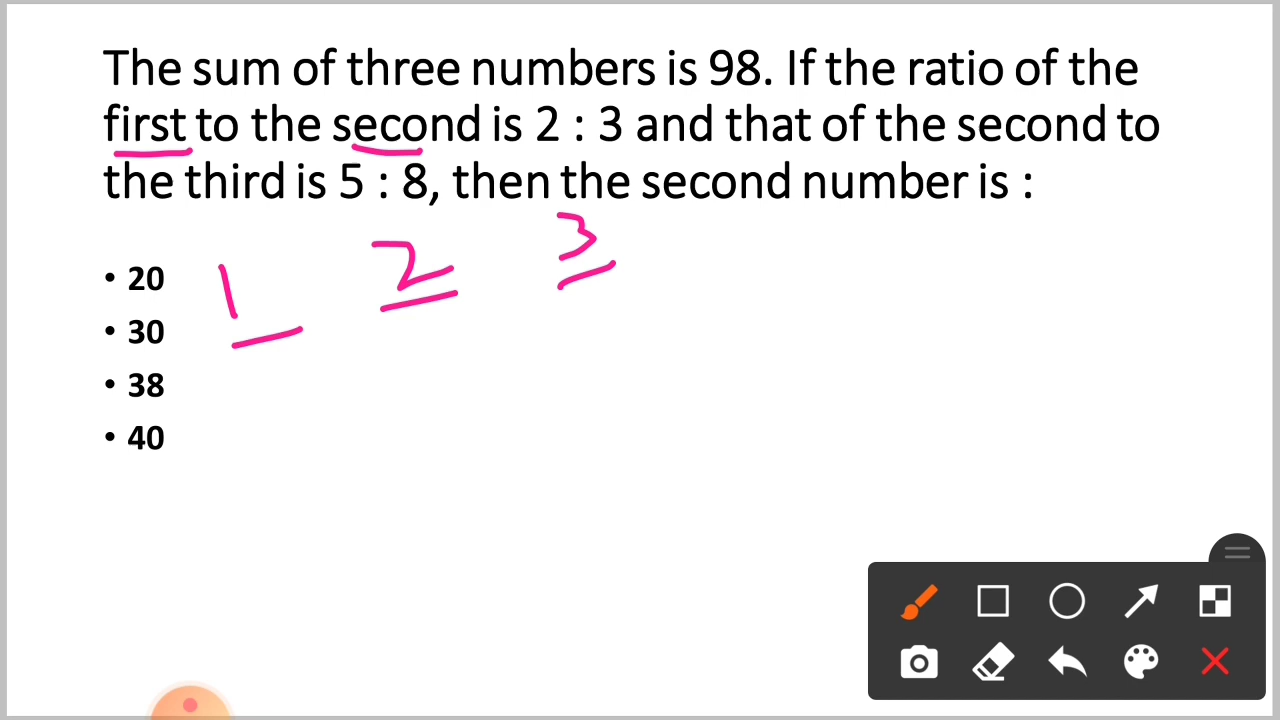 The sum of three numbers is 98. If the ratio of the
first to the second is 2 : 3 and that of the second to
the third is 5 : 8, then the second number is :
1 2 3
• 20
• 30
• 38
• 40